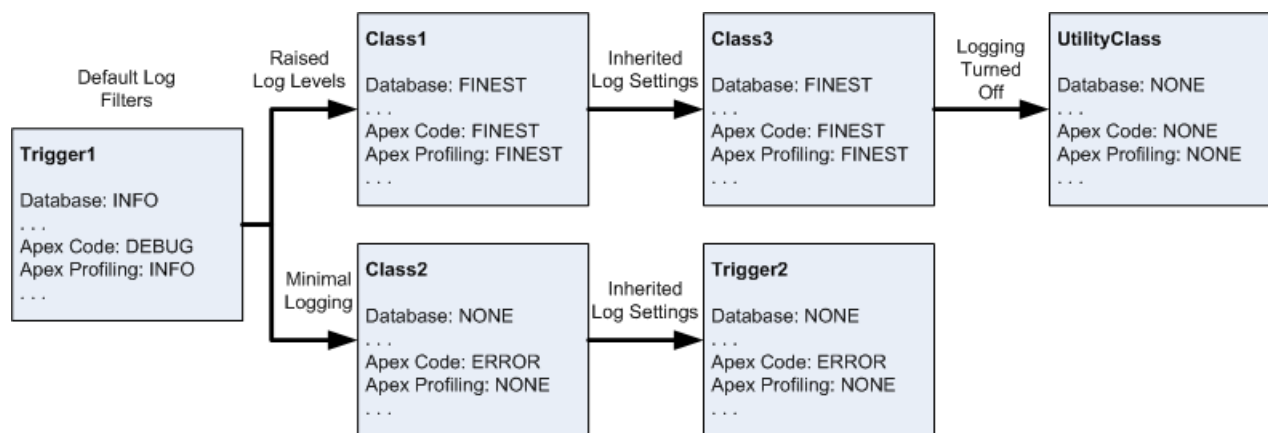 Default Log
Filters
Trigger1
Database: INFO
. . .
Apex Code: DEBUG
Apex Profiling: INFO
. . .
Raised
Log Levels
Class1
Database: FINEST
. . .
Apex Code: FINEST
Apex Profiling: FINEST
. . .
Inherited
Log Settings
Class3
Database: FINEST
. . .
Apex Code: FINEST
Apex Profiling: FINEST
. . .
Logging
Turned
Off
UtilityClass
Database: NONE
. . .
Apex Code: NONE
Apex Profiling: NONE
. . .
Minimal
Logging
Class2
Database: NONE
. . .
Apex Code: ERROR
Apex Profiling: NONE
. . .
Inherited
Log Settings
Trigger2
Database: NONE
. . .
Apex Code: ERROR
Apex Profiling: NONE
. . .